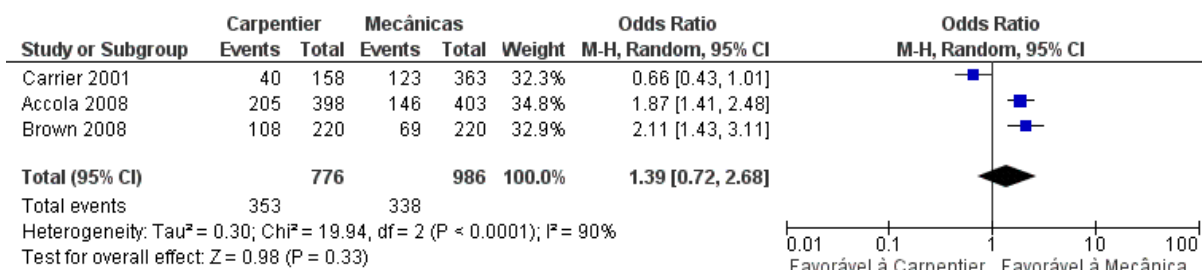 Carpentier Mecânicas Odds Ratio Odds Ratio
Study or Subgroup Events Total Events Total Weight M-H, Random, 95% CI M-H, Random, 95% CI
Carrier 2001 40 158 123 363 32.3% 0.66 [0.43, 1.01]
Accola 2008 205 398 146 403 34.8% 1.87 [1.41, 2.48]
Brown 2008 108 220 69 220 32.9% 2.11 [1.43, 3.11]
Total (95% CI) 776 986 100.0% 1.39 [0.72, 2.68]
Total events 353 338
Heterogeneity: Tau² = 0.30; Chi² = 19.94, df = 2 (P < 0.0001); I² = 90%
Test for overall effect: Z = 0.98 (P = 0.33)
0.01 0.1 1 10 100
Favorável à Carpentier Favorável à Mecânica